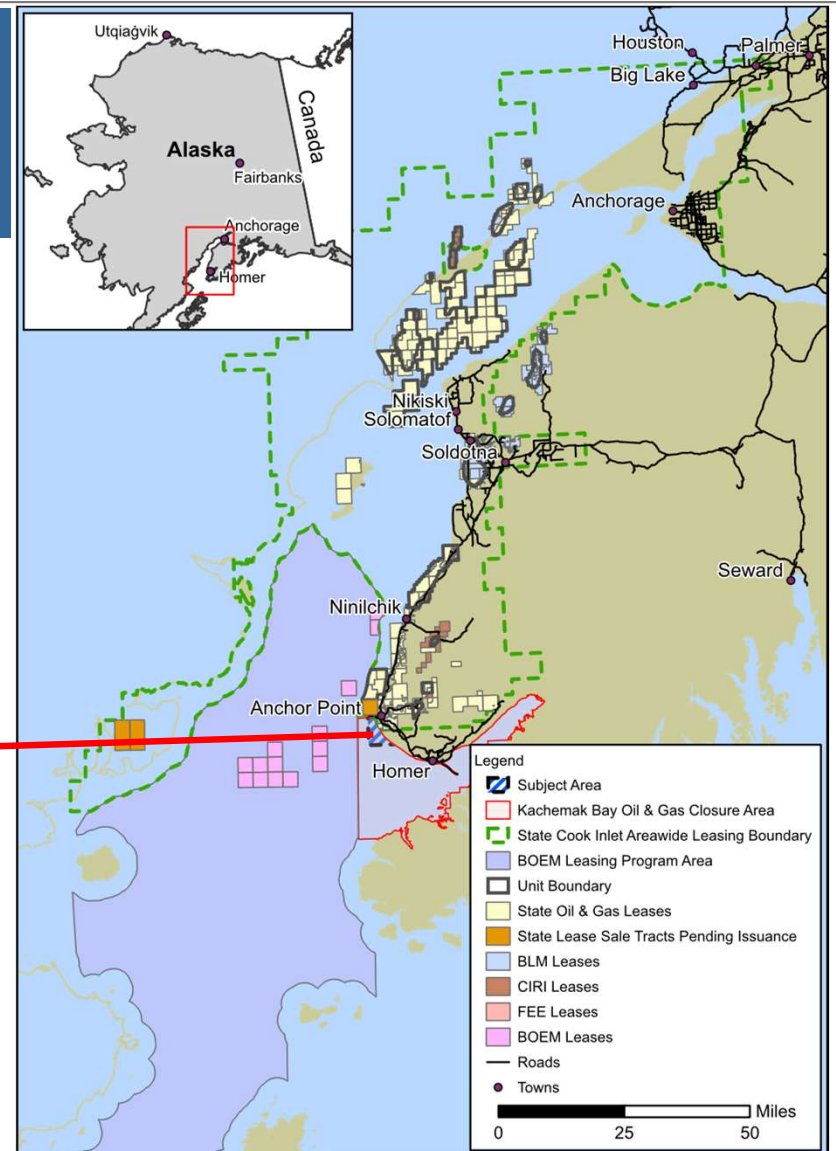 Utqiaġvik
Canada
Alaska
Fairbanks
Anchorage
Homer
Houston
Palmer
Big Lake
Anchorage
Nikiski
Solomatof
Soldotna
Seward
Ninilchik
Anchor Point
Homer
Legend
Subject Area
Kachemak Bay Oil & Gas Closure Area
State Cook Inlet Areawide Leasing Boundary
BOEM Leasing Program Area
Unit Boundary
State Oil & Gas Leases
State Lease Sale Tracts Pending Issuance
BLM Leases
CIRI Leases
FEE Leases
BOEM Leases
Roads
Towns
Miles
0 25 50